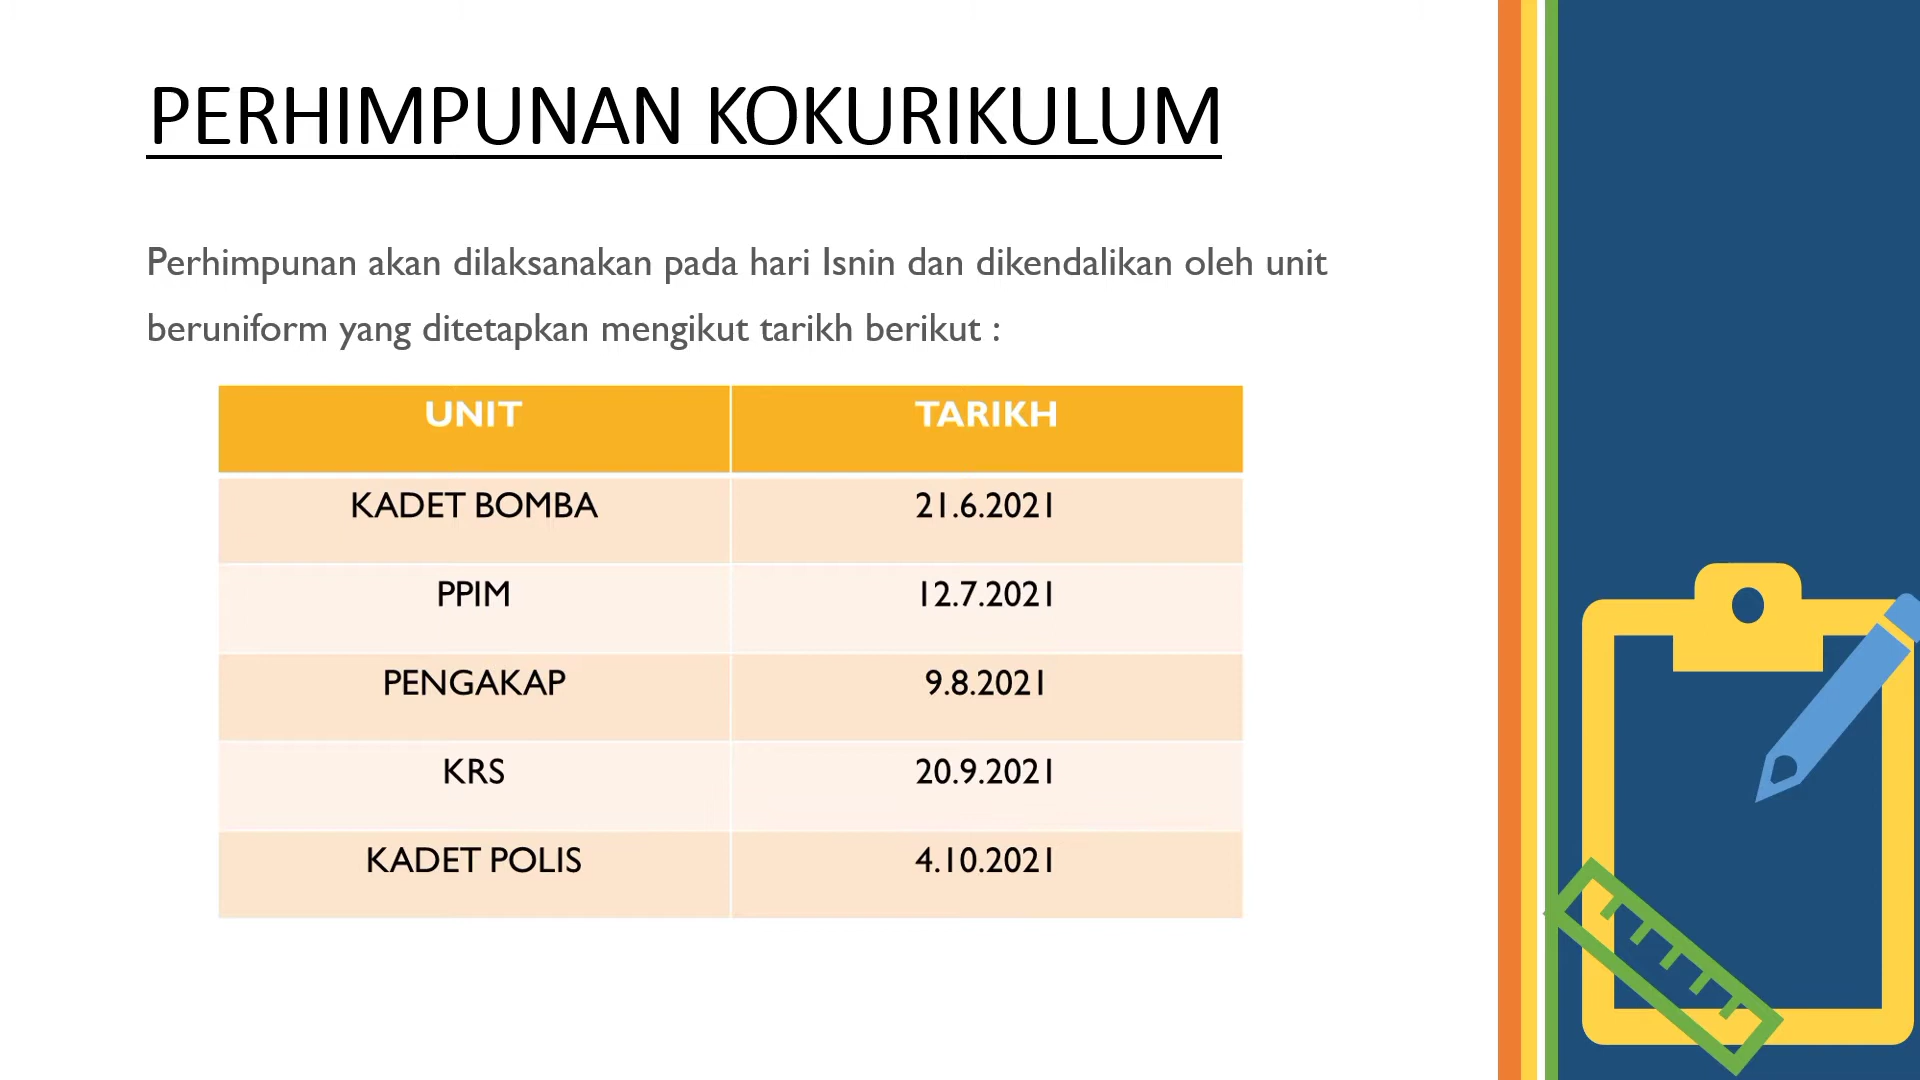 PERHIMPUNAN KOKURIKULUM
Perhimpunan akan dilaksanakan pada hari Isnin dan dikendalikan oleh unit
beruniform yang ditetapkan mengikut tarikh berikut :
UNIT TARIKH
KADET BOMBA 21.6.2021
PPIM 12.7.2021
PENGAKAP 9.8.2021
KRS 20.9.2021
KADET POLIS 4.10.2021